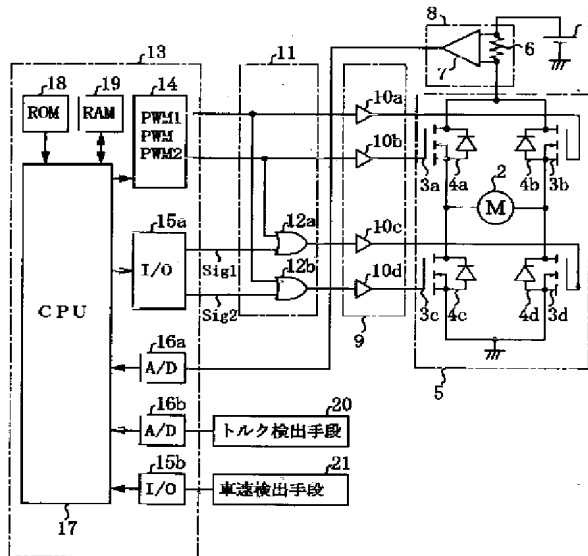 8
13
11
18
19
14
9
10a
7
6
ROM
RAM
PWM1
PWM
PWM2
10b
2
3a
4a
4b
3b
M
15a
12a
10c
I/O
Sig1
12b
10d
CPU
Sig2
3c
4c
4d
3d
16a
A/D
9
5
16b
20
A/D
トルク検出手段
15b
21
I/O
車速検出手段
17